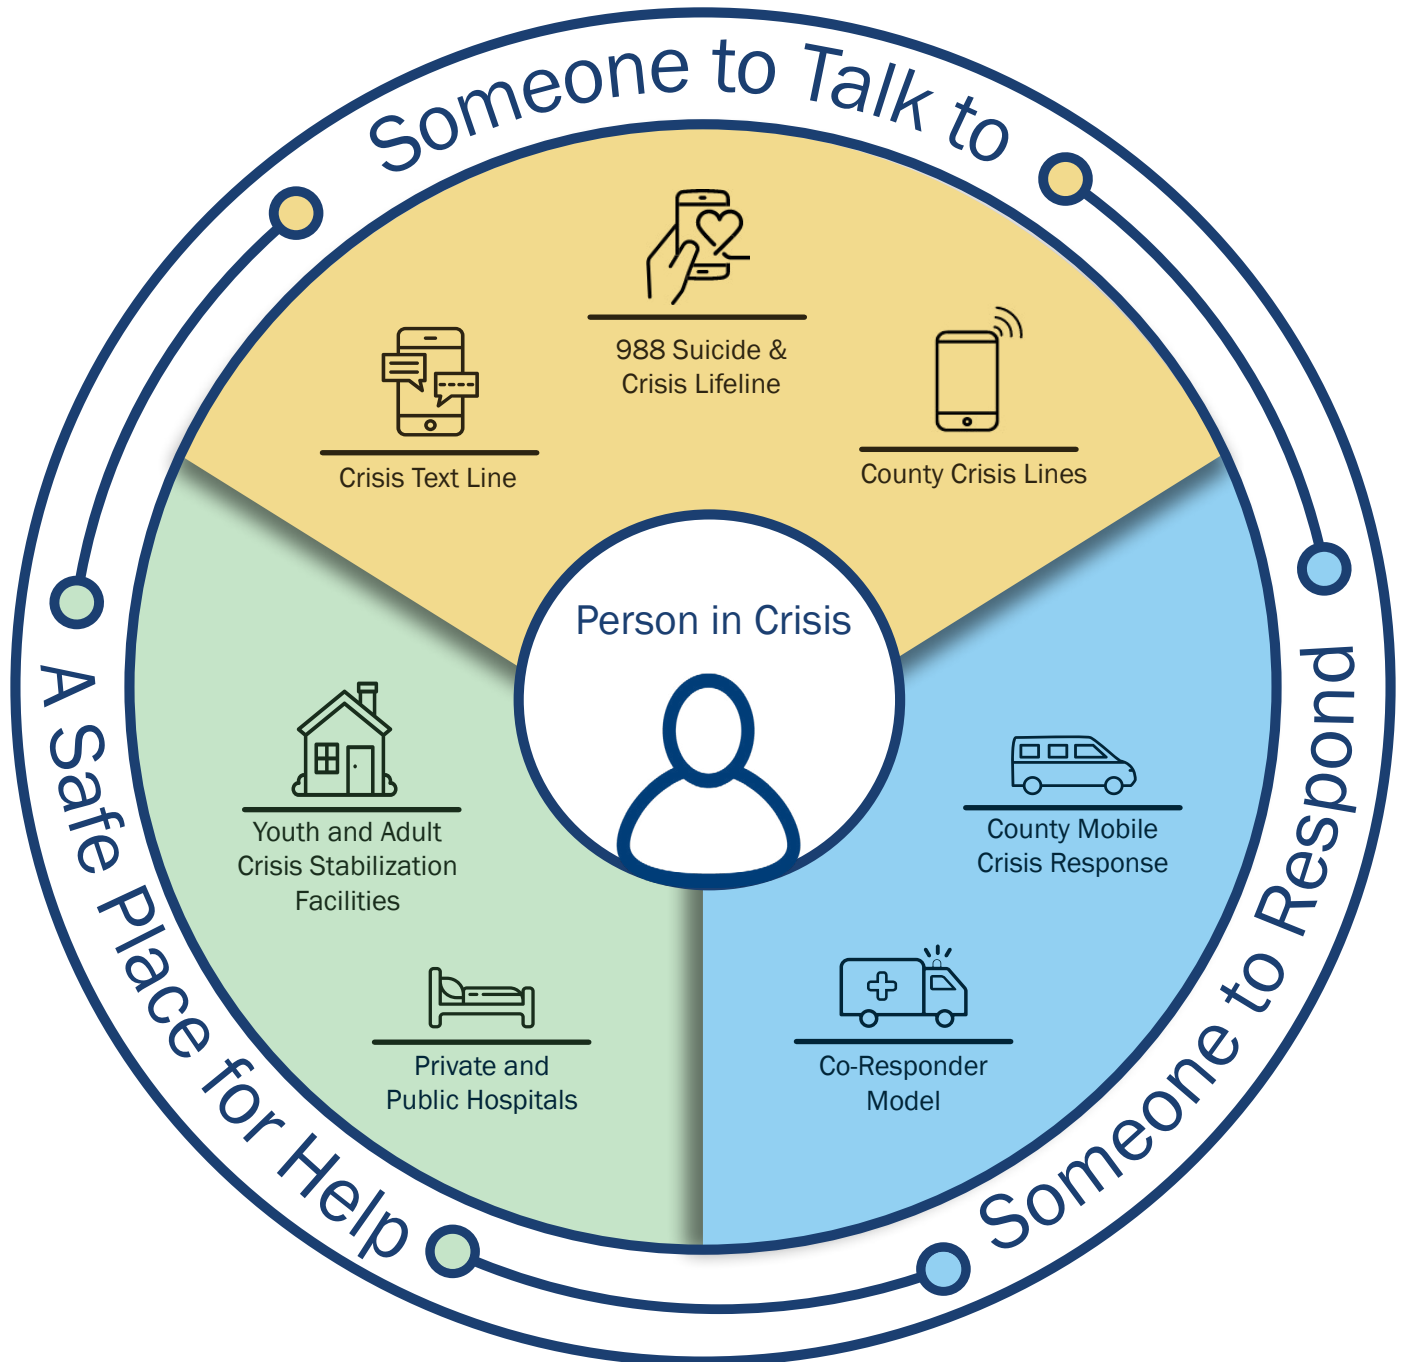 Someone to Talk to
988 Suicide &
Crisis Lifeline
Crisis Text Line
County Crisis Lines
Person in Crisis
Someone to Respond
County Mobile
Crisis Response
Co-Responder
Model
A Safe Place for Help
Youth and Adult
Crisis Stabilization
Facilities
Private and
Public Hospitals